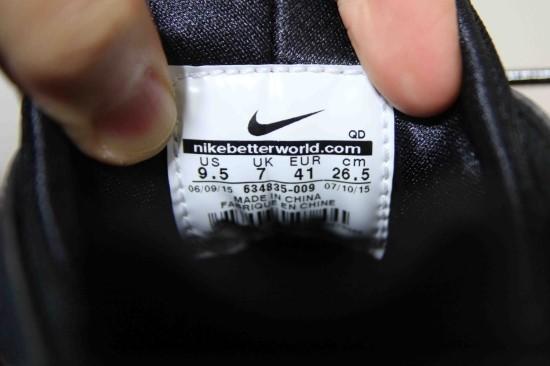 QD
nikebetterworld.com
US UK EUR cm
9.5 7 41 26.5
06/09/15 634835-009 07/10/15
MADE IN CHINA
FABRIQUE EN CHINE